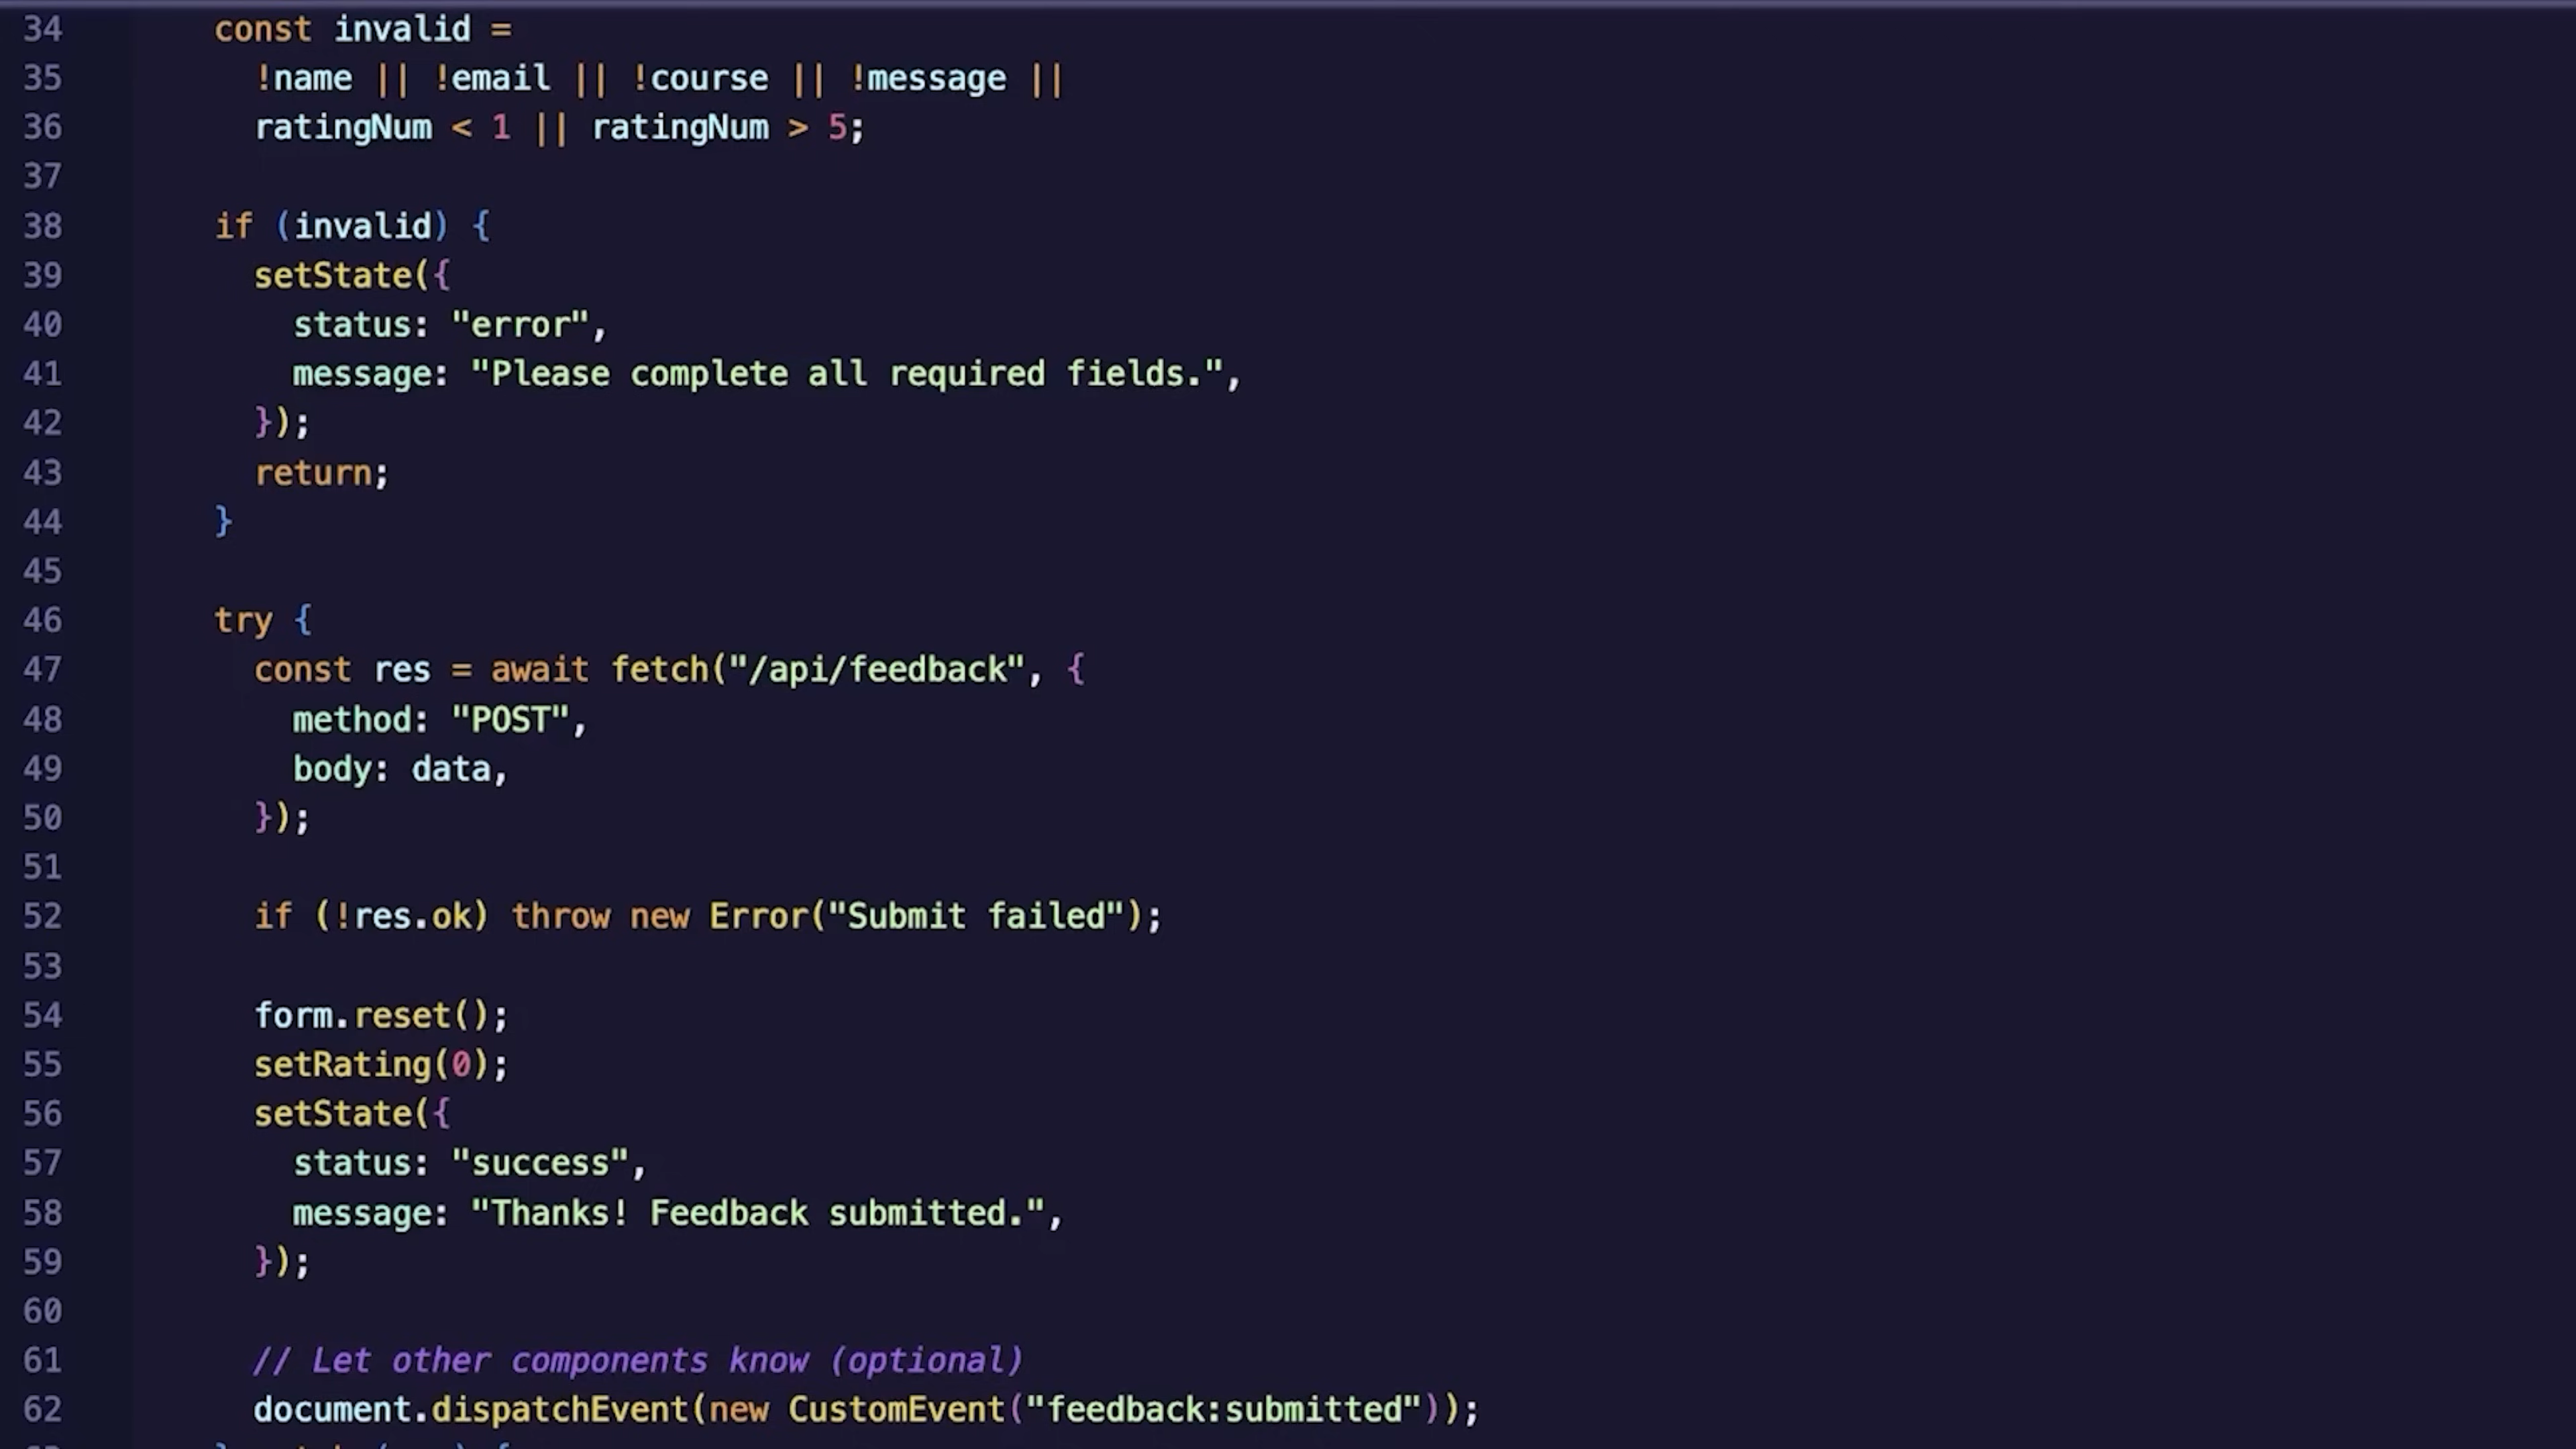 34 const invalid =
35 !name || !email || !course || !message ||
36 ratingNum < 1 || ratingNum > 5;
37
38 if (invalid) {
39 setState({
40 status: "error",
41 message: "Please complete all required fields.",
42 });
43 return;
44 }
45
46 try {
47 const res = await fetch("/api/feedback", {
48 method: "POST",
49 body: data,
50 });
51
52 if (!res.ok) throw new Error("Submit failed");
53
54 form.reset();
55 setRating(0);
56 setState({
57 status: "success",
58 message: "Thanks! Feedback submitted.",
59 });
60
61 // Let other components know (optional)
62 document.dispatchEvent(new CustomEvent("feedback:submitted"));